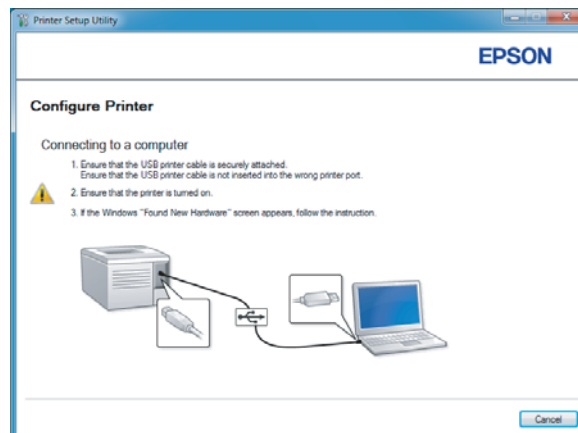 Printer Setup Utility
EPSON
Configure Printer
Connecting to a computer
1. Ensure that the USB printer cable is securely attached.
Ensure that the USB printer cable is not inserted into the wrong printer port.
2. Ensure that the printer is turned on.
3. If the Windows "Found New Hardware" screen appears, follow the instruction.
Cancel